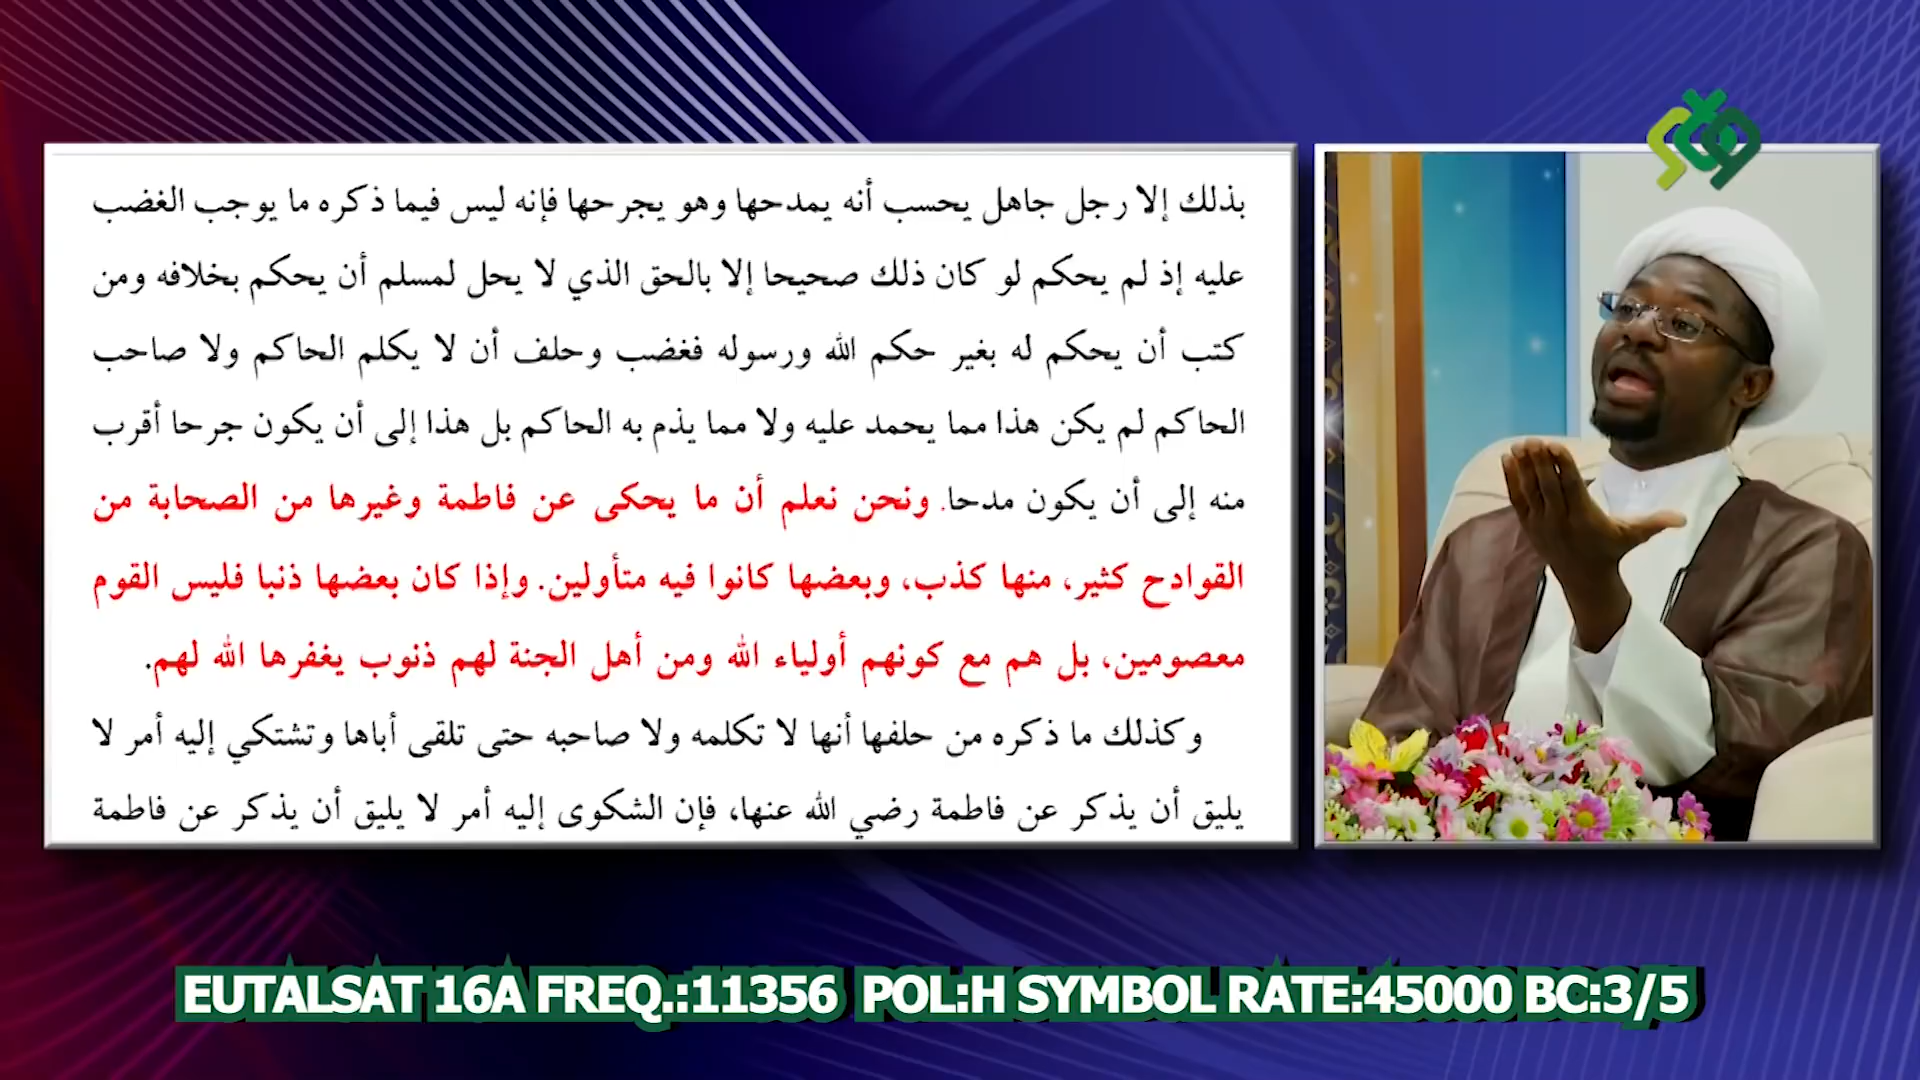 بذلك إلا رجل جاهل يحسب أنه يمدحها وهو يجرحها فإنه ليس فيما ذكره ما يوجب الغضب
عليه إذ لم يحكم لو كان ذلك صحيحا إلا بالحق الذي لا يحل لمسلم أن يحكم بخلافه ومن
كتب أن يحكم له بغير حكم الله ورسوله فغضب وحلف أن لا يكلم الحاكم ولا صاحب
الحاكم لم يكن هذا مما يحمد عليه ولا مما يذم به الحاكم بل هذا إلى أن يكون جرحا أقرب
منه إلى أن يكون مدحا. ونحن نعلم أن ما يحكى عن فاطمة وغيرها من الصحابة من
القوادح كثير، منها كذب، وبعضها كانوا فيه متأولين. وإذا كان بعضها ذنبا فليس القوم
معصومين، بل هم مع كونهم أولياء الله ومن أهل الجنة لهم ذنوب يغفرها الله لهم.
وكذلك ما ذكره من حلفها أنها لا تكلمه ولا صاحبه حتى تلقى أباها وتشتكي إليه أمر لا
يليق أن يذكر عن فاطمة رضي الله عنها، فإن الشكوى إليه أمر لا يليق أن يذكر عن فاطمة
EUTALSAT 16A FREQ.:11356 POL:H SYMBOL RATE:45000 BC:3/5